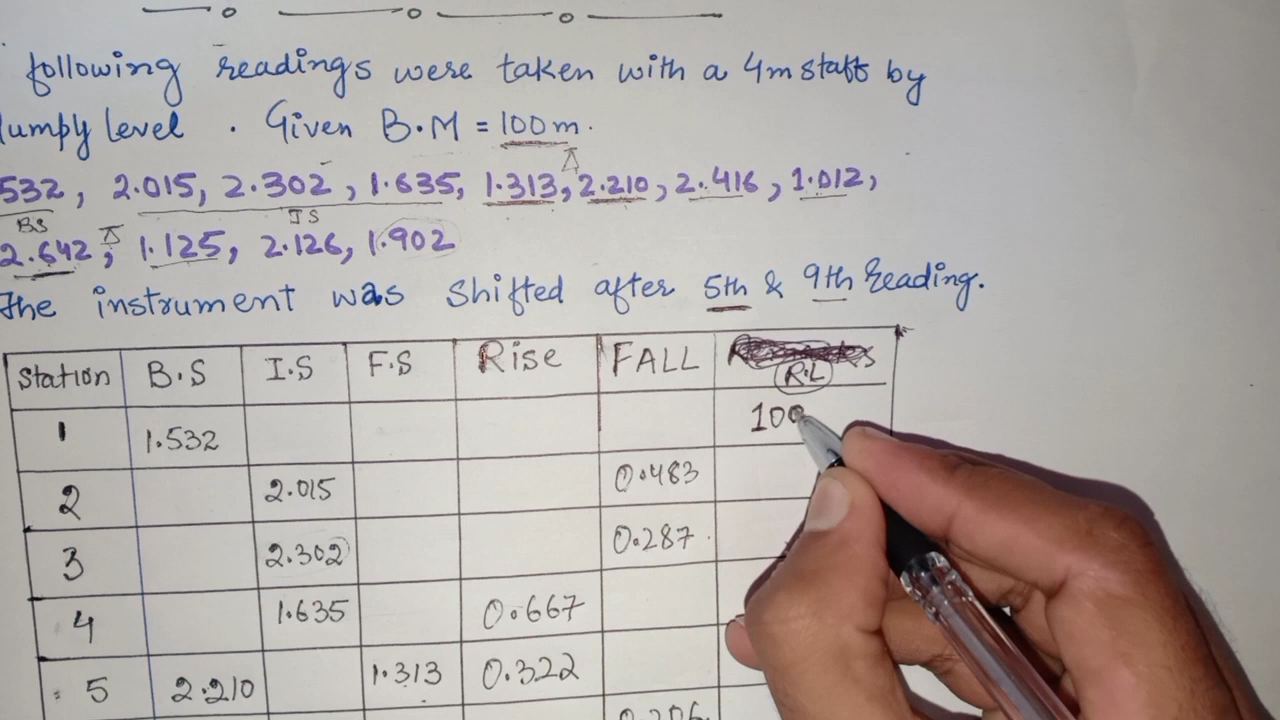 following readings were taken with a 4m staff by
lumpy level . Given B.M = 100m.
532, 2.015, 2.302, 1.635, 1.313, 2.210, 2.416, 1.012,
BS IS
2.642, 1.125, 2.126, 1.902
The instrument was shifted after 5th & 9th Reading.
Station B.S I.S F.S Rise FALL R.L
1 1.532 100
2 2.015 0.483
3 2.302 0.287
4 1.635 0.667
5 2.210 1.313 0.322
0.206